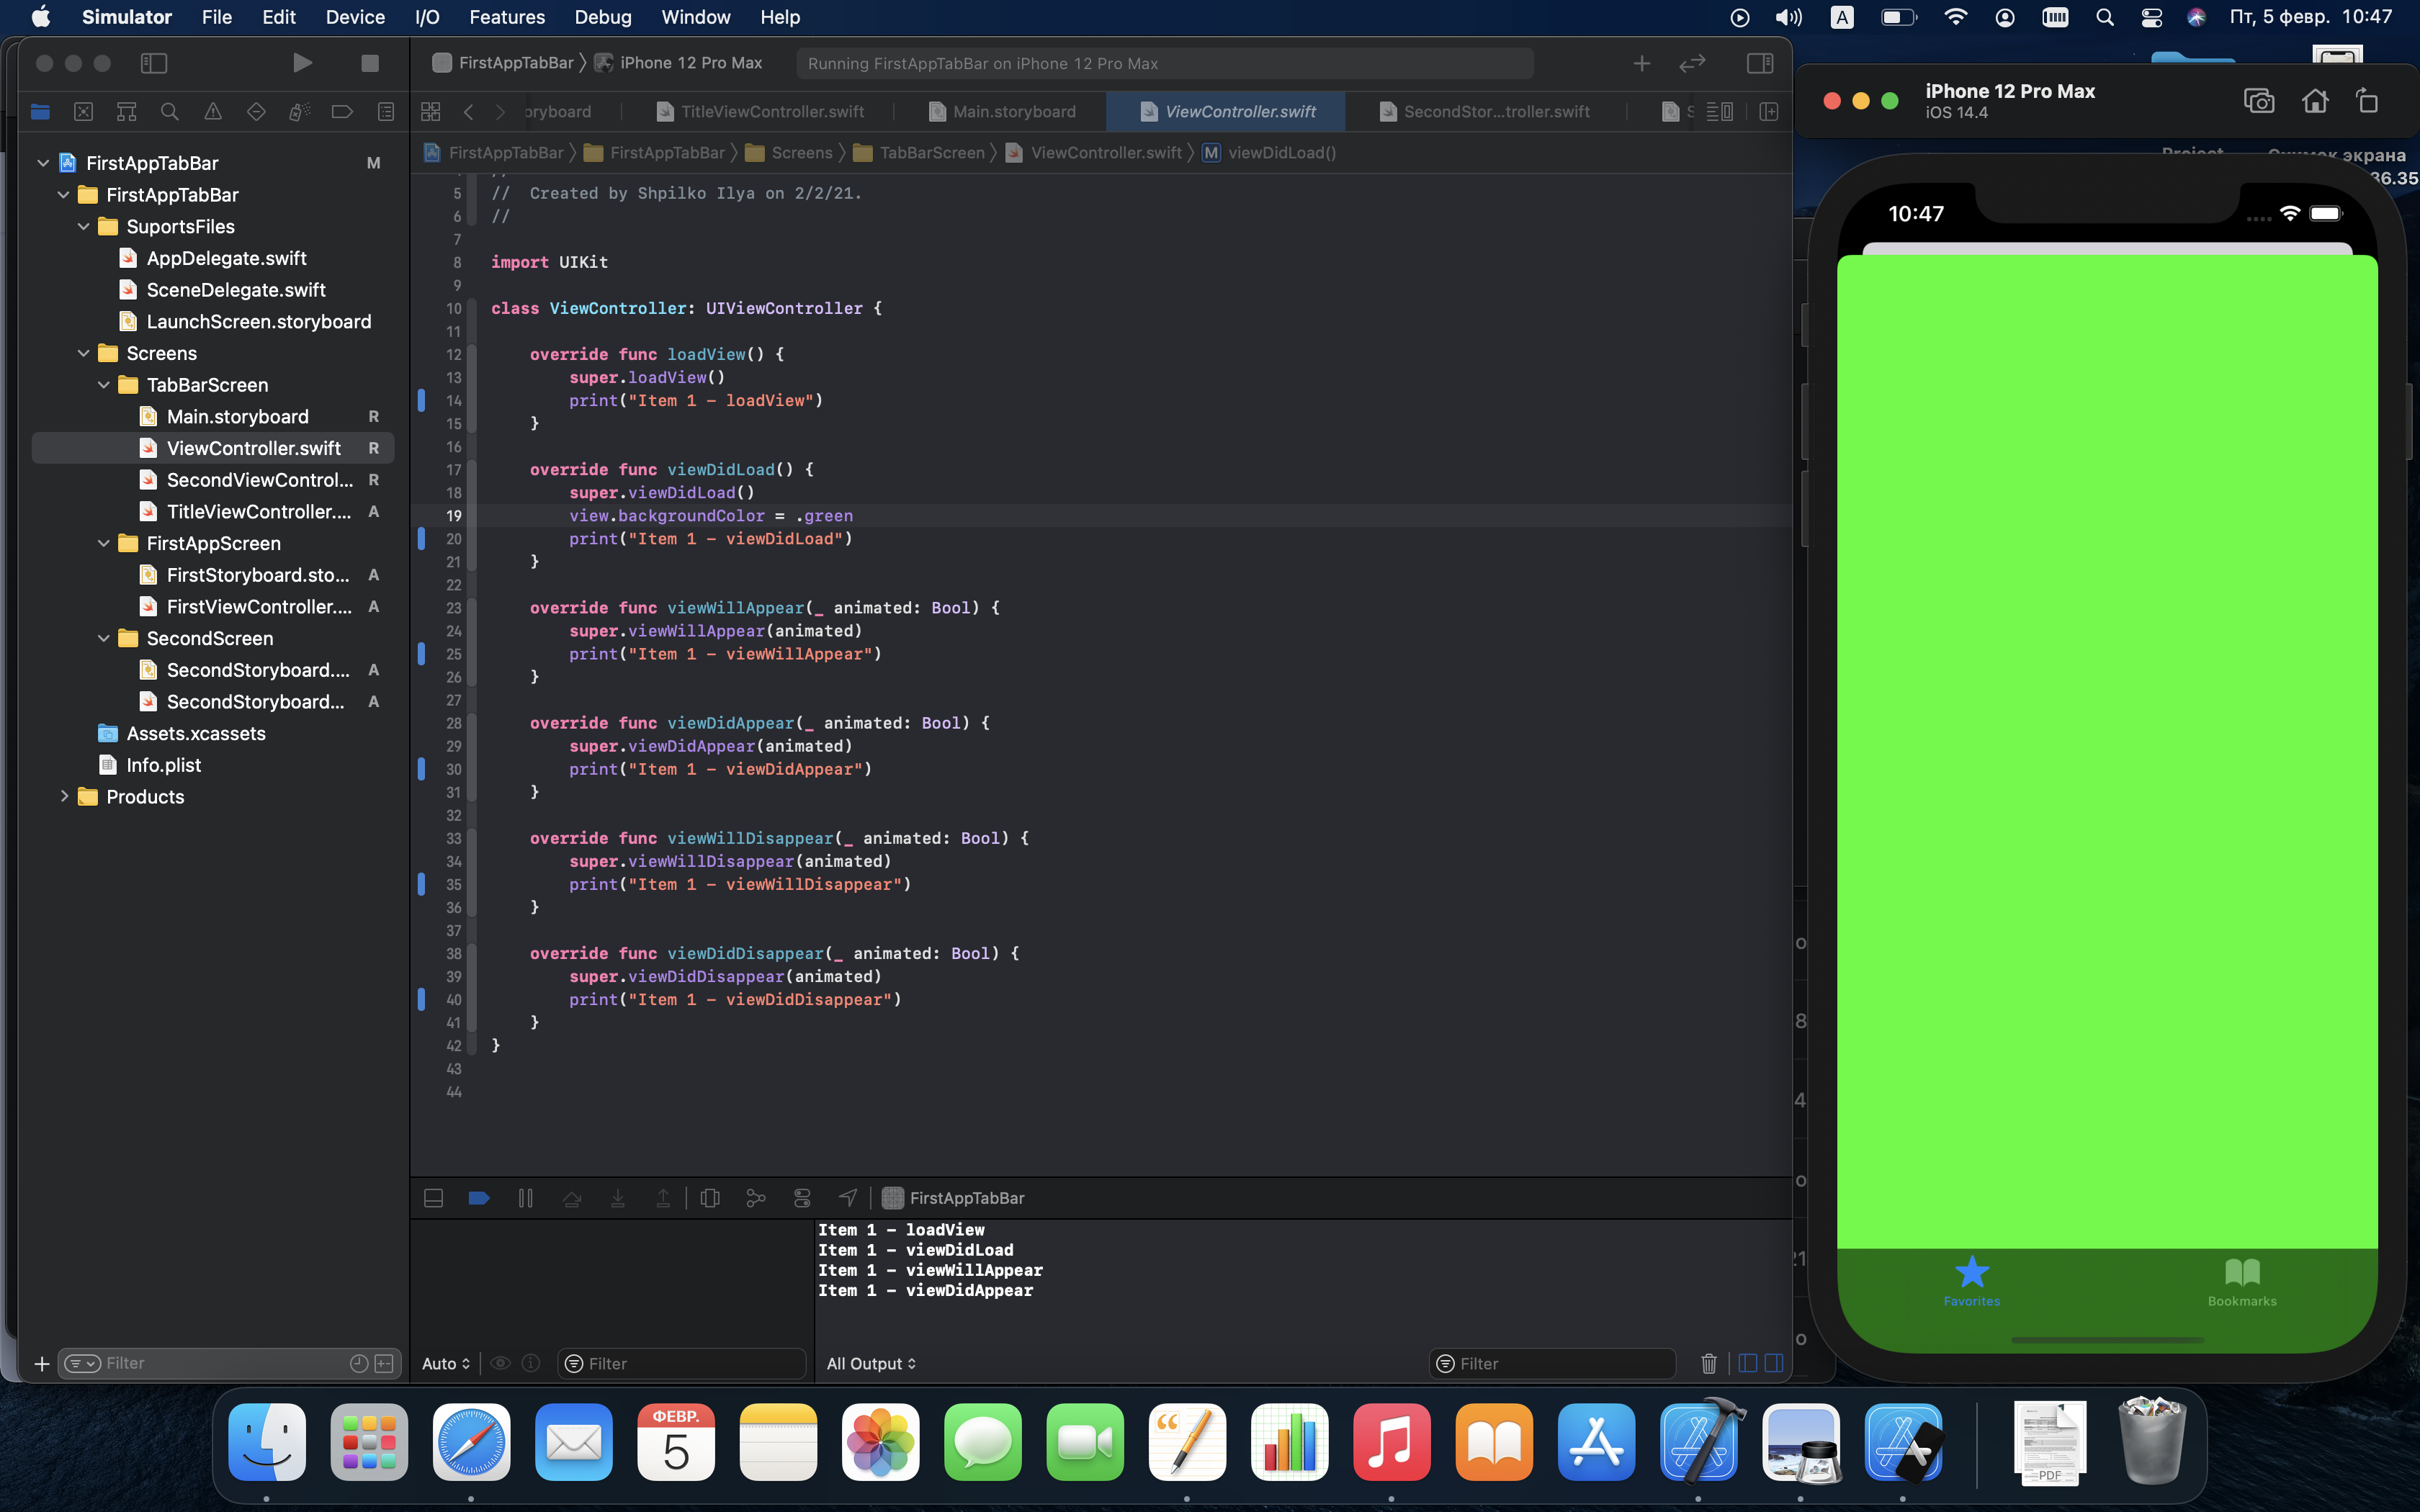 Simulator File Edit Device I/O Features Debug Window Help
A
Пт, 5 февр. 10:47
FirstAppTabBar 〉 iPhone 12 Pro Max
Running FirstAppTabBar on iPhone 12 Pro Max
oryboard
TitleViewController.swift
Main.storyboard
ViewController.swift
SecondStor...troller.swift
S
FirstAppTabBar 〉 FirstAppTabBar 〉 Screens 〉 TabBarScreen 〉 ViewController.swift 〉 M viewDidLoad()
FirstAppTabBar M
FirstAppTabBar
SuportsFiles
AppDelegate.swift
SceneDelegate.swift
LaunchScreen.storyboard
Screens
TabBarScreen
Main.storyboard R
ViewController.swift R
SecondViewControl... R
TitleViewController.... A
FirstAppScreen
FirstStoryboard.sto... A
FirstViewController.... A
SecondScreen
SecondStoryboard.... A
SecondStoryboard... A
Assets.xcassets
Info.plist
Products
Filter
5 //  Created by Shpilko Ilya on 2/2/21.
6 //
7
8 import UIKit
9
10 class ViewController: UIViewController {
11
12     override func loadView() {
13         super.loadView()
14         print("Item 1 - loadView")
15     }
16
17     override func viewDidLoad() {
18         super.viewDidLoad()
19         view.backgroundColor = .green
20         print("Item 1 - viewDidLoad")
21     }
22
23     override func viewWillAppear(_ animated: Bool) {
24         super.viewWillAppear(animated)
25         print("Item 1 - viewWillAppear")
26     }
27
28     override func viewDidAppear(_ animated: Bool) {
29         super.viewDidAppear(animated)
30         print("Item 1 - viewDidAppear")
31     }
32
33     override func viewWillDisappear(_ animated: Bool) {
34         super.viewWillDisappear(animated)
35         print("Item 1 - viewWillDisappear")
36     }
37
38     override func viewDidDisappear(_ animated: Bool) {
39         super.viewDidDisappear(animated)
40         print("Item 1 - viewDidDisappear")
41     }
42 }
43
44
FirstAppTabBar
Item 1 - loadView
Item 1 - viewDidLoad
Item 1 - viewWillAppear
Item 1 - viewDidAppear
Auto
Filter
All Output
Filter
iPhone 12 Pro Max
iOS 14.4
экрана
36.35
10:47
Favorites
Bookmarks
ФЕВР.
5
PDF